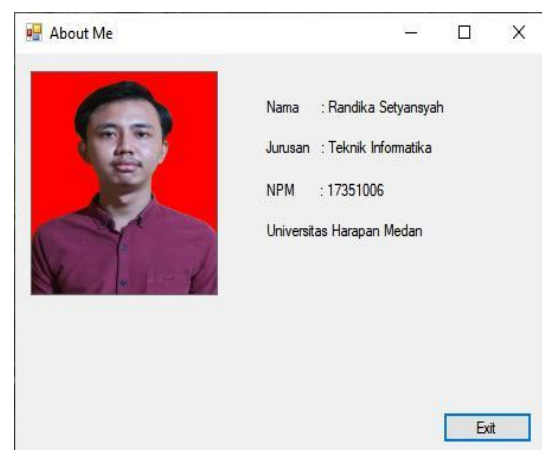 About Me
Nama : Randika Setyansyah
Jurusan : Teknik Informatika
NPM : 17351006
Universitas Harapan Medan
Exit